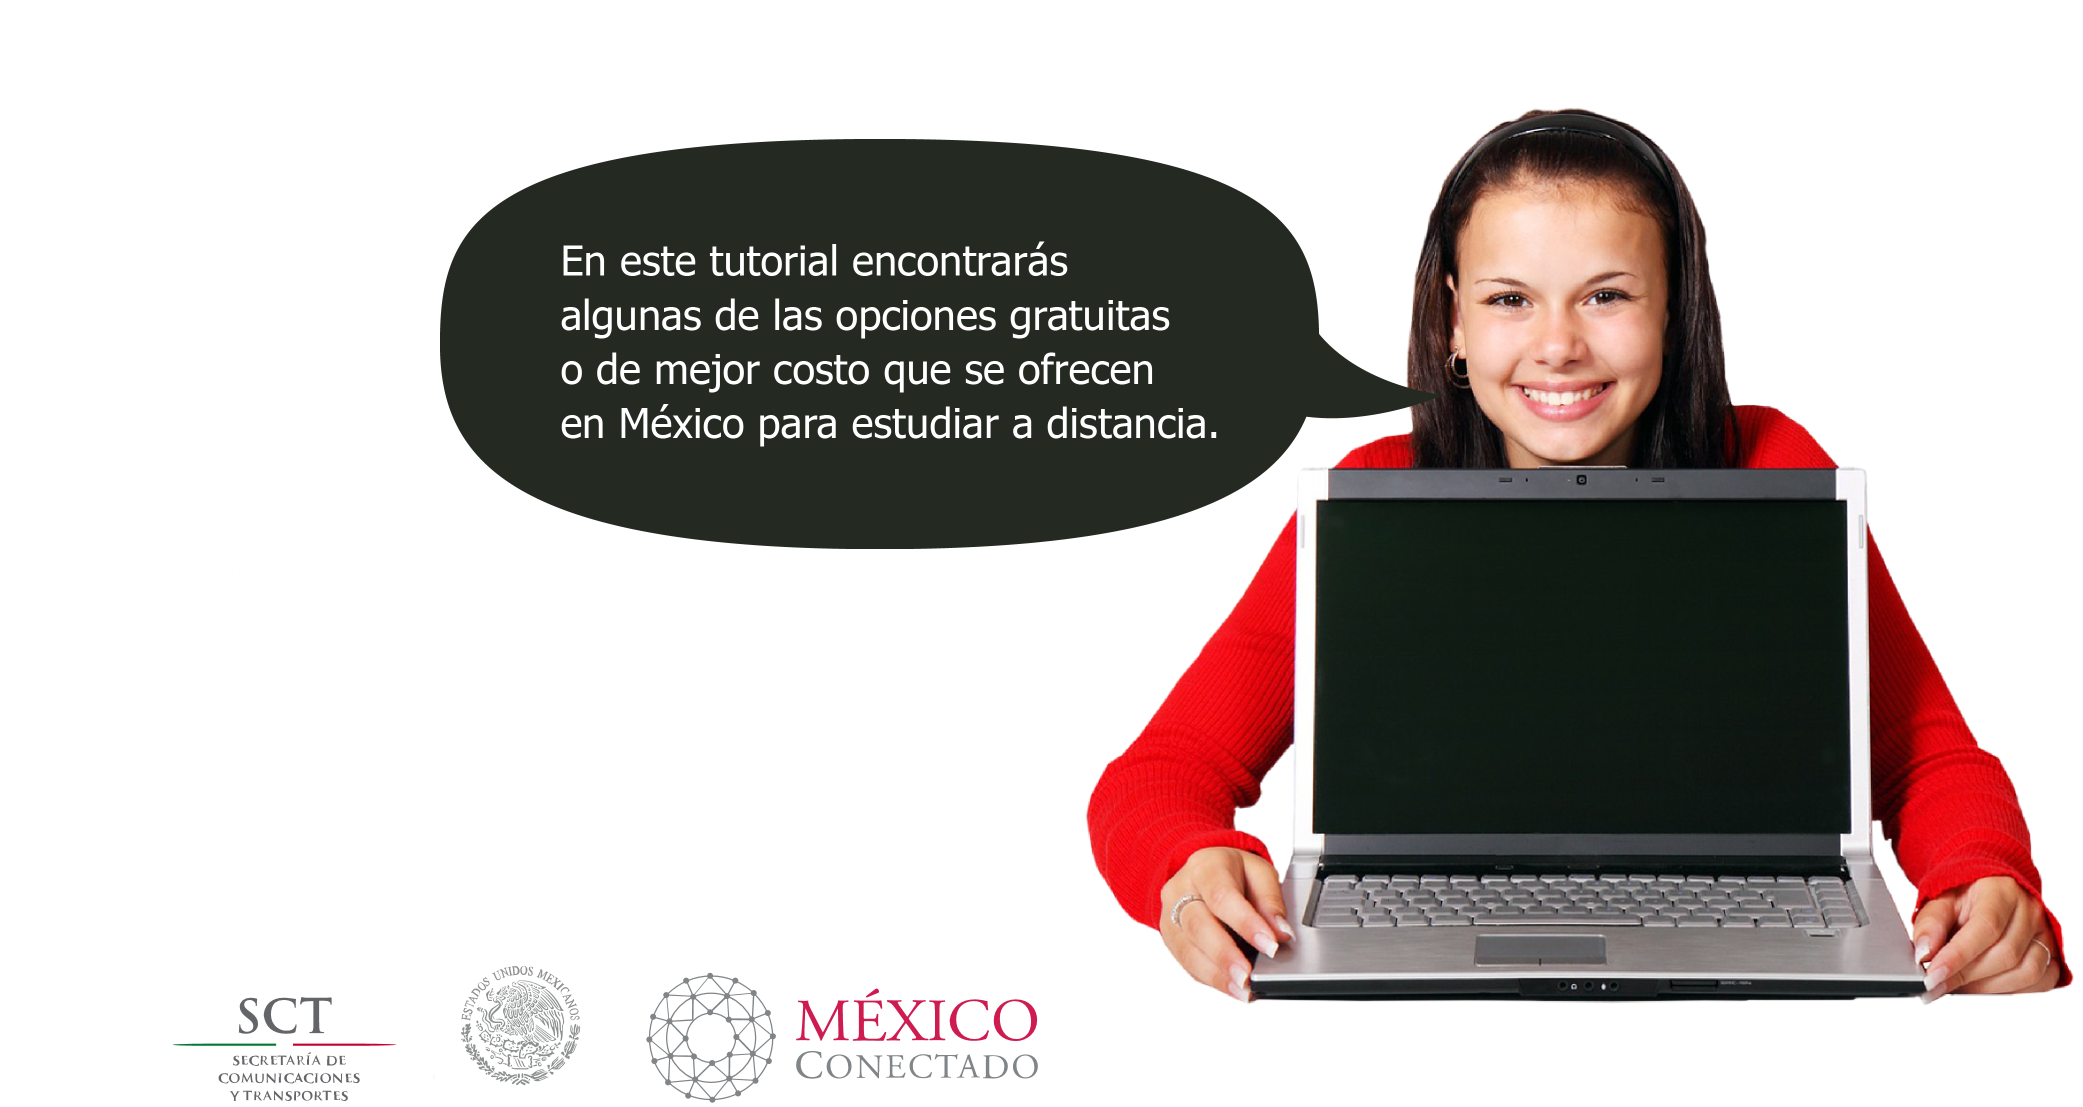 En este tutorial encontrarás
algunas de las opciones gratuitas
o de mejor costo que se ofrecen
en México para estudiar a distancia.
SCT
SECRETARÍA DE
COMUNICACIONES
Y TRANSPORTES
ESTADOS UNIDOS MEXICANOS
MÉXICO
CONECTADO